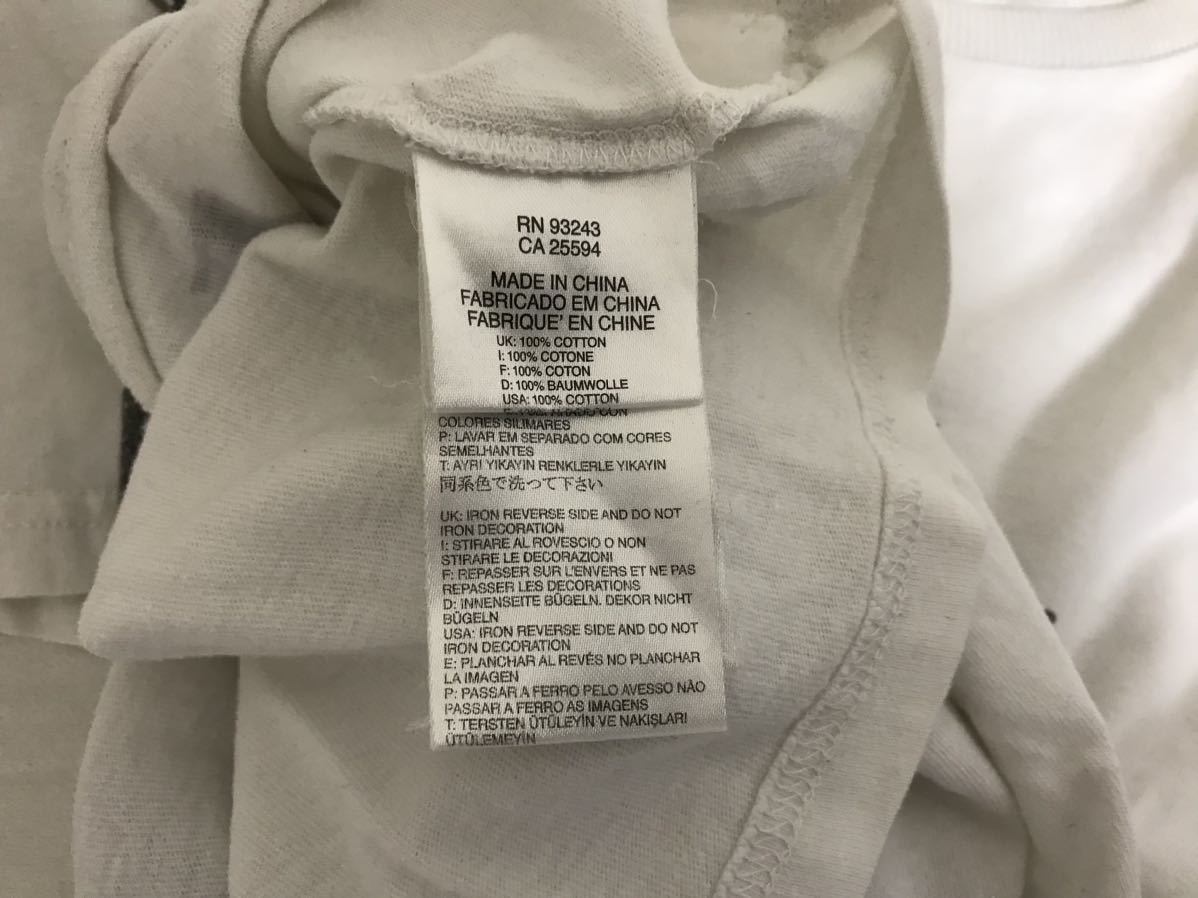 RN 93243
CA 25594
MADE IN CHINA
FABRICADO EM CHINA
FABRIQUE' EN CHINE
UK: 100% COTTON
I: 100% COTONE
F: 100% COTON
D: 100% BAUMWOLLE
USA: 100% COTTON
COLORES SILIMARES
P: LAVAR EM SEPARADO COM CORES
SEMELHANTES
T: AYRI YIKAYIN RENKLERLE YIKAYIN
同系色で洗って下さい
UK: IRON REVERSE SIDE AND DO NOT
IRON DECORATION
I: STIRARE AL ROVESCIO O NON
STIRARE LE DECORAZIONI
F: REPASSER SUR L'ENVERS ET NE PAS
REPASSER LES DECORATIONS
D: INNENSEITE BÜGELN. DEKOR NICHT
BÜGELN
USA: IRON REVERSE SIDE AND DO NOT
IRON DECORATION
E: PLANCHAR AL REVÉS NO PLANCHAR
LA IMAGEN
P: PASSAR A FERRO PELO AVESSO NÃO
PASSAR A FERRO AS IMAGENS
T: TERSTEN ÜTÜLEYİN VE NAKIŞLARI
ÜTÜLEMEYİN